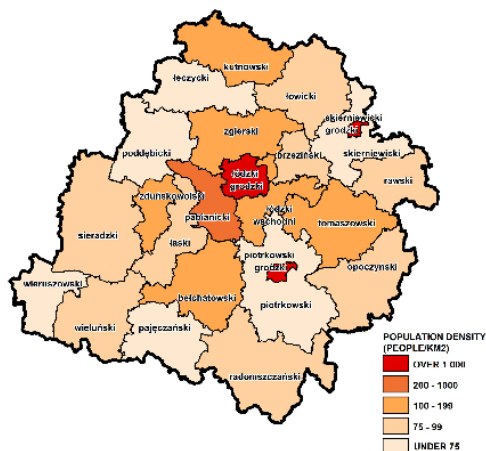 kutnowski
łęczycki
łowicki
skierniewicki
grodzki
zgierski
poddębicki
brzeziński
skierniewicki
łódzki
grodzki
rawski
zduńskowolski
pabianicki
łódzki
wschodni
tomaszowski
sieradzki
łaski
piotrkowski
grodzki
opoczyński
wieruszowski
bełchatowski
piotrkowski
wieluński
pajęczański
radomszczański
POPULATION DENSITY
(PEOPLE/KM2)
OVER 1 000
200 - 1000
100 - 199
75 - 99
UNDER 75